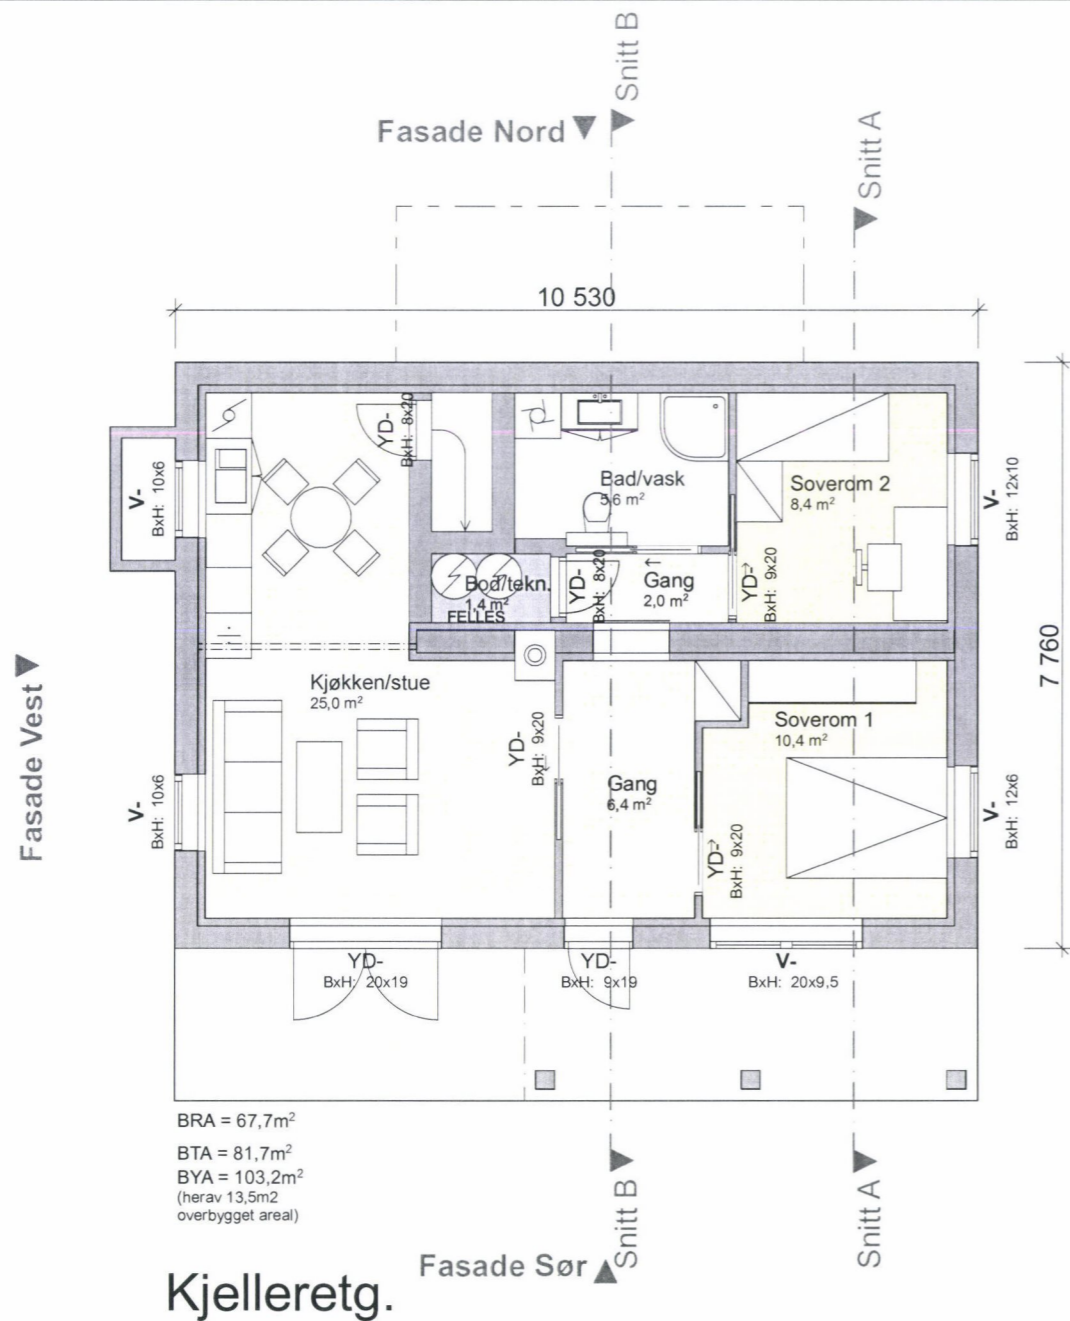 Snitt B
Fasade Nord
Snitt A
10 530
YD-
BxH: 8x20
V-
BxH: 10x6
Bad/vask
5,6 m²
Soverom 2
8,4 m²
V-
BxH: 12x10
Bod/tekn.
1,4 m²
FELLES
YD-
BxH: 8x20
Gang
2,0 m²
YD-
BxH: 9x20
7 760
Fasade Vest
Kjøkken/stue
25,0 m²
YD-
BxH: 9x20
Soverom 1
10,4 m²
Gang
6,4 m²
V-
BxH: 10x6
V-
BxH: 12x6
YD-
BxH: 9x20
YD-
BxH: 20x19
YD-
BxH: 9x19
V-
BxH: 20x9,5
BRA = 67,7m²
BTA = 81,7m²
BYA = 103,2m²
(herav 13,5m2
overbygget areal)
Snitt B
Snitt A
Fasade Sør
Kjelleretg.